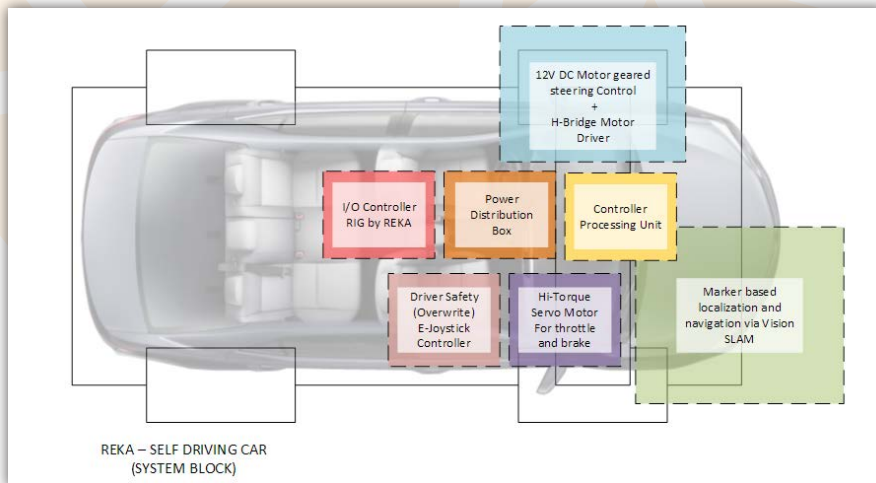 12V DC Motor geared
steering Control
+
H-Bridge Motor
Driver
I/O Controller
RIG by REKA
Power
Distribution
Box
Controller
Processing Unit
Driver Safety
(Overwrite)
E-Joystick
Controller
Hi-Torque
Servo Motor
For throttle
and brake
Marker based
localization and
navigation via Vision
SLAM
REKA – SELF DRIVING CAR
(SYSTEM BLOCK)